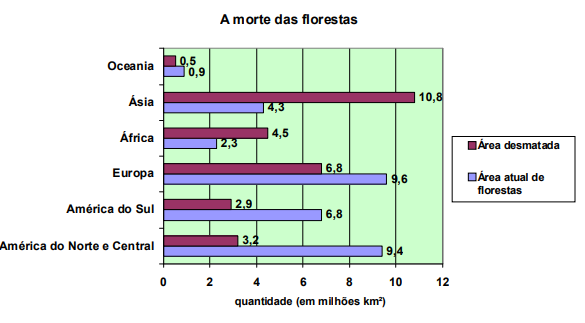 A morte das florestas
Oceania
0,5
0,9
Ásia
10,8
4,3
África
4,5
2,3
Europa
6,8
9,6
América do Sul
2,9
6,8
América do Norte e Central
3,2
9,4
0 2 4 6 8 10 12
quantidade (em milhões km²)
Área desmatada
Área atual de
florestas